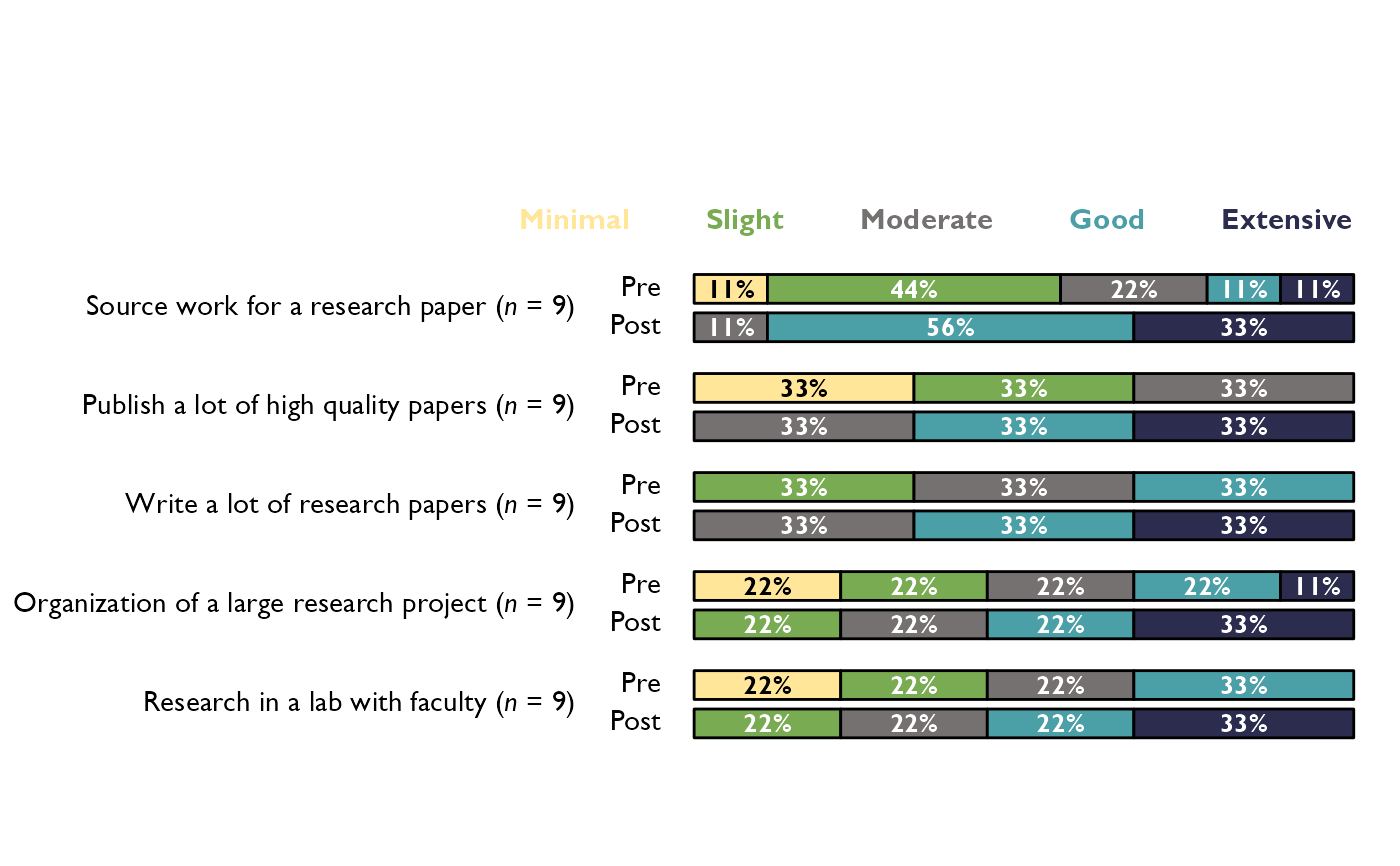 Minimal Slight Moderate Good Extensive
Pre 11% 44% 22% 11% 11%
Source work for a research paper (n = 9)
Post 11% 56% 33%
Pre 33% 33% 33%
Publish a lot of high quality papers (n = 9)
Post 33% 33% 33%
Pre 33% 33% 33%
Write a lot of research papers (n = 9)
Post 33% 33% 33%
Pre 22% 22% 22% 22% 11%
Organization of a large research project (n = 9)
Post 22% 22% 22% 33%
Pre 22% 22% 22% 33%
Research in a lab with faculty (n = 9)
Post 22% 22% 22% 33%